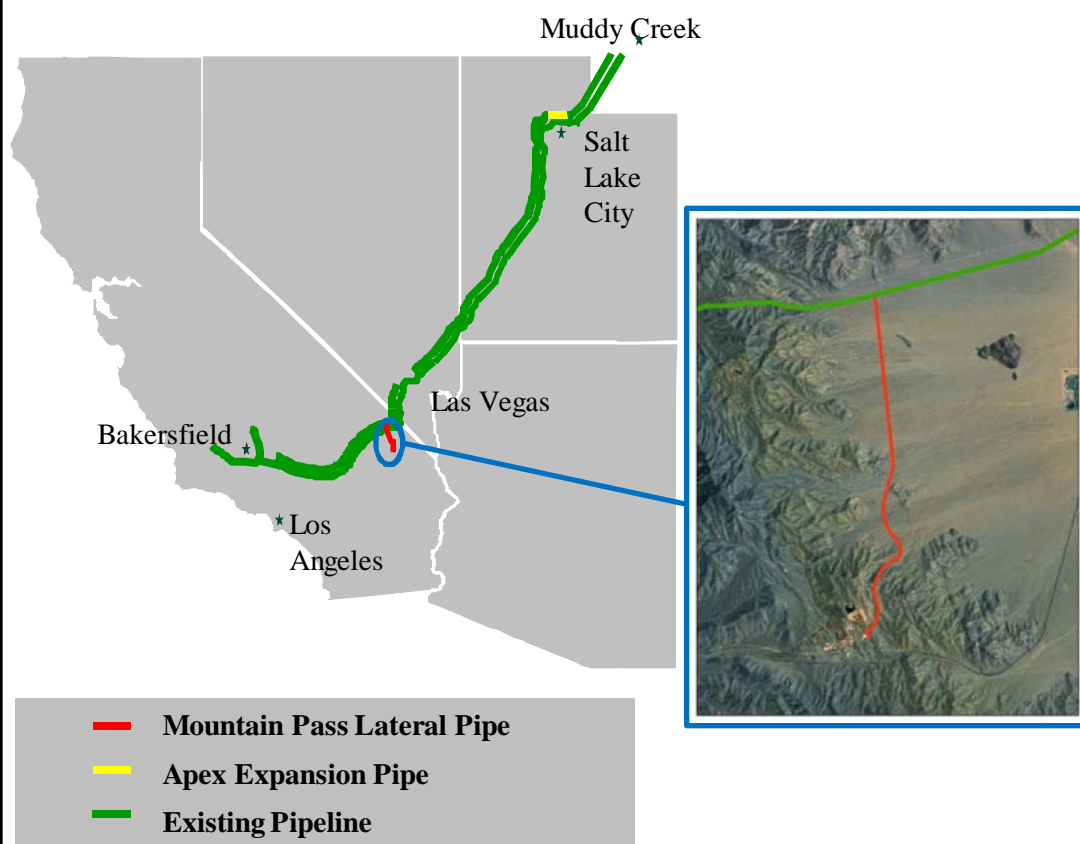 Muddy Creek
Salt
Lake
City
Las Vegas
Bakersfield
Los
Angeles
Mountain Pass Lateral Pipe
Apex Expansion Pipe
Existing Pipeline